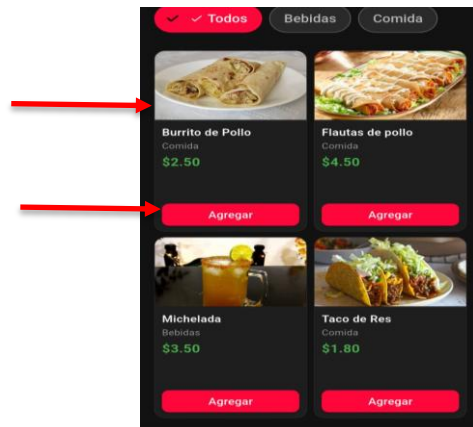 ✓ ✓ Todos Bebidas Comida
Burrito de Pollo
Comida
$2.50
Agregar
Flautas de pollo
Comida
$4.50
Agregar
Michelada
Bebidas
$3.50
Agregar
Taco de Res
Comida
$1.80
Agregar